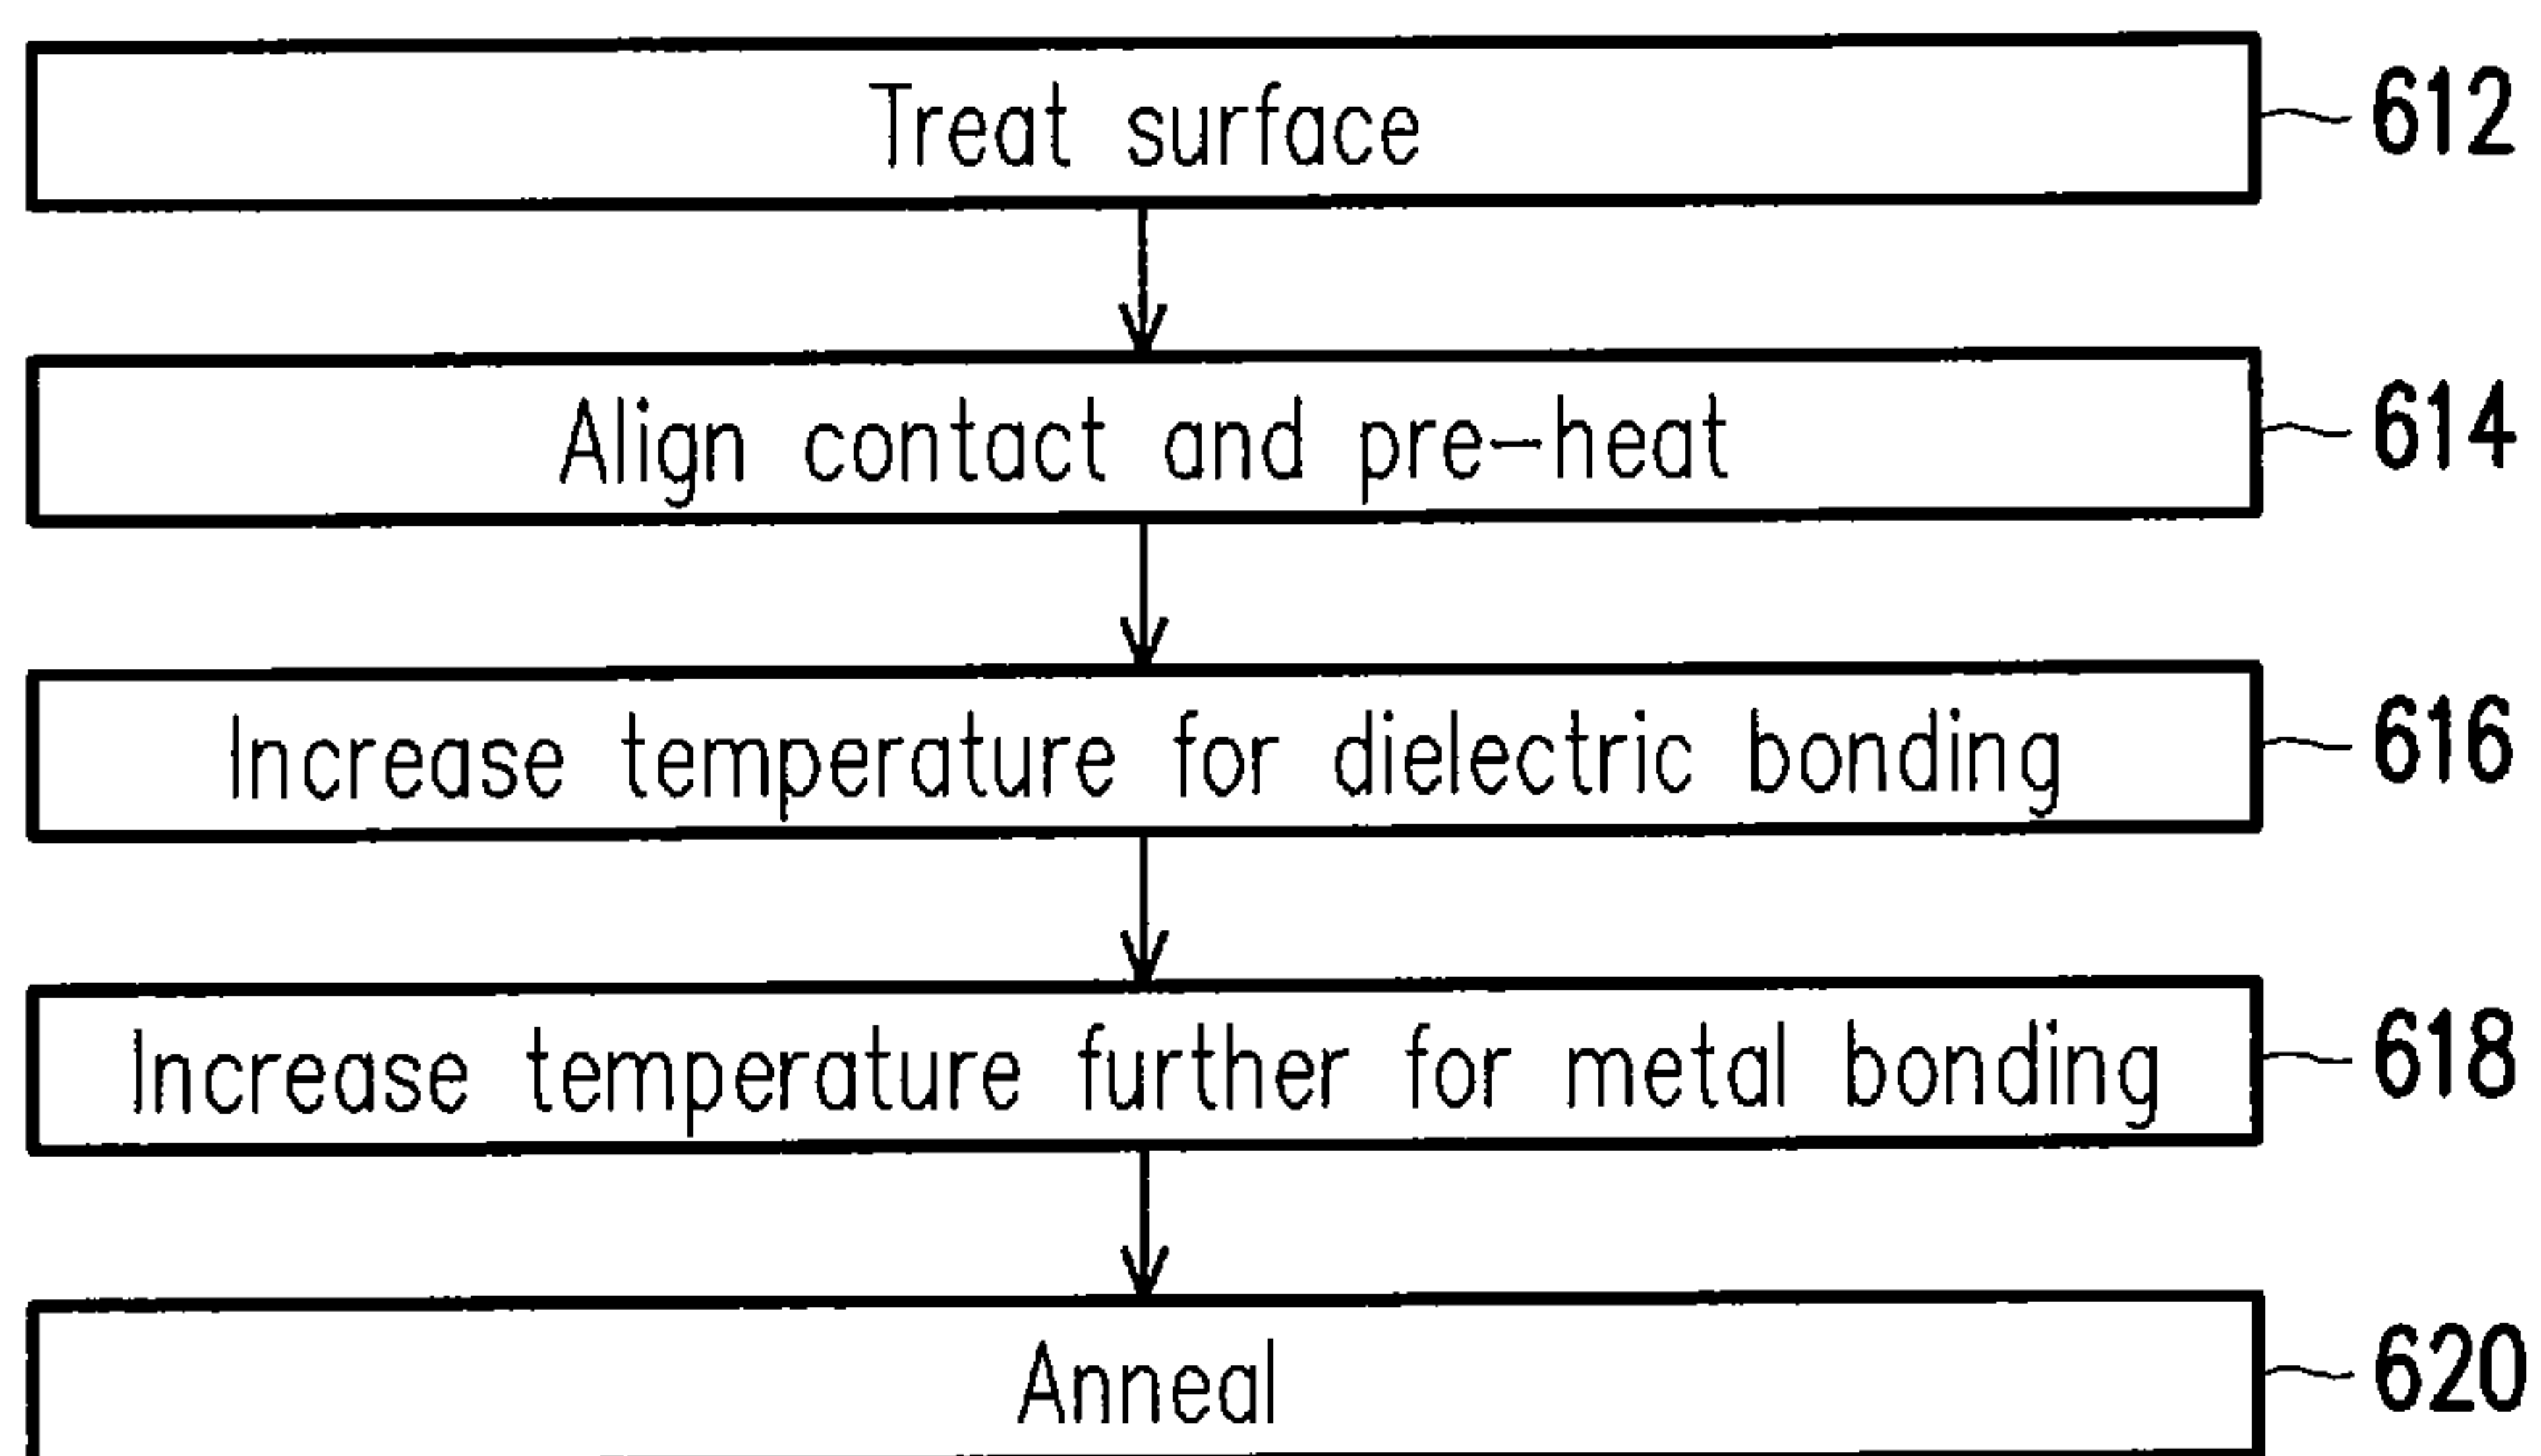 Treat surface 612
Align contact and pre-heat 614
Increase temperature for dielectric bonding 616
Increase temperature further for metal bonding 618
Anneal 620